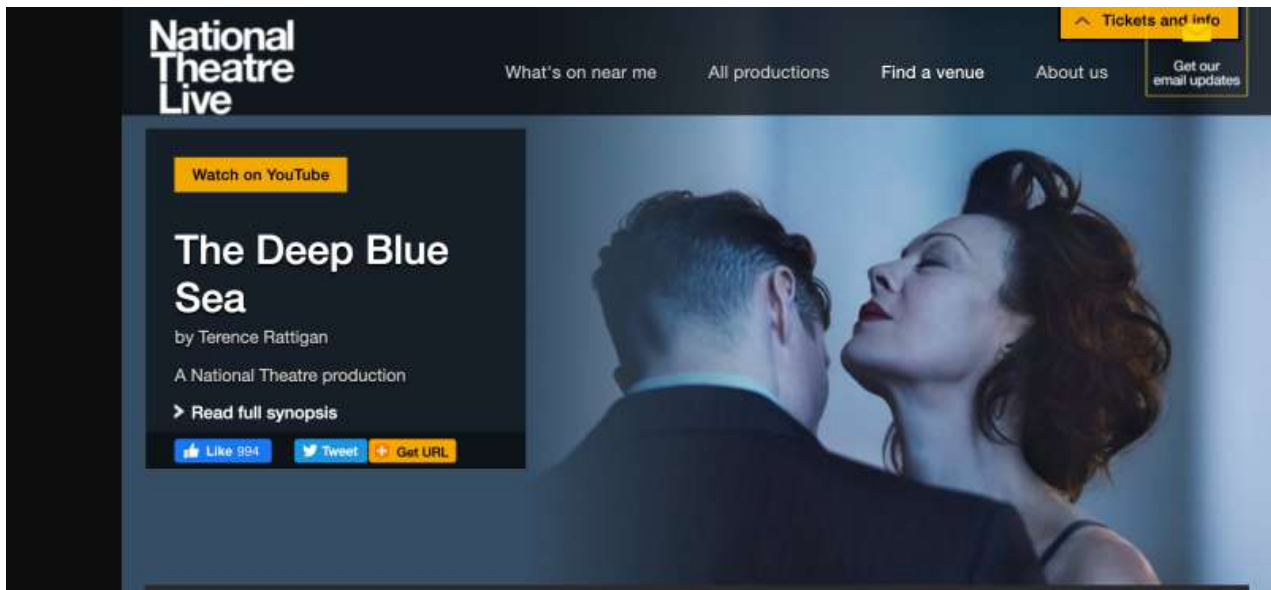 National
Theatre
Live
Tickets and info
What's on near me
All productions
Find a venue
About us
Get our
email updates
Watch on YouTube
The Deep Blue
Sea
by Terence Rattigan
A National Theatre production
Read full synopsis
Like 994
Tweet
Get URL